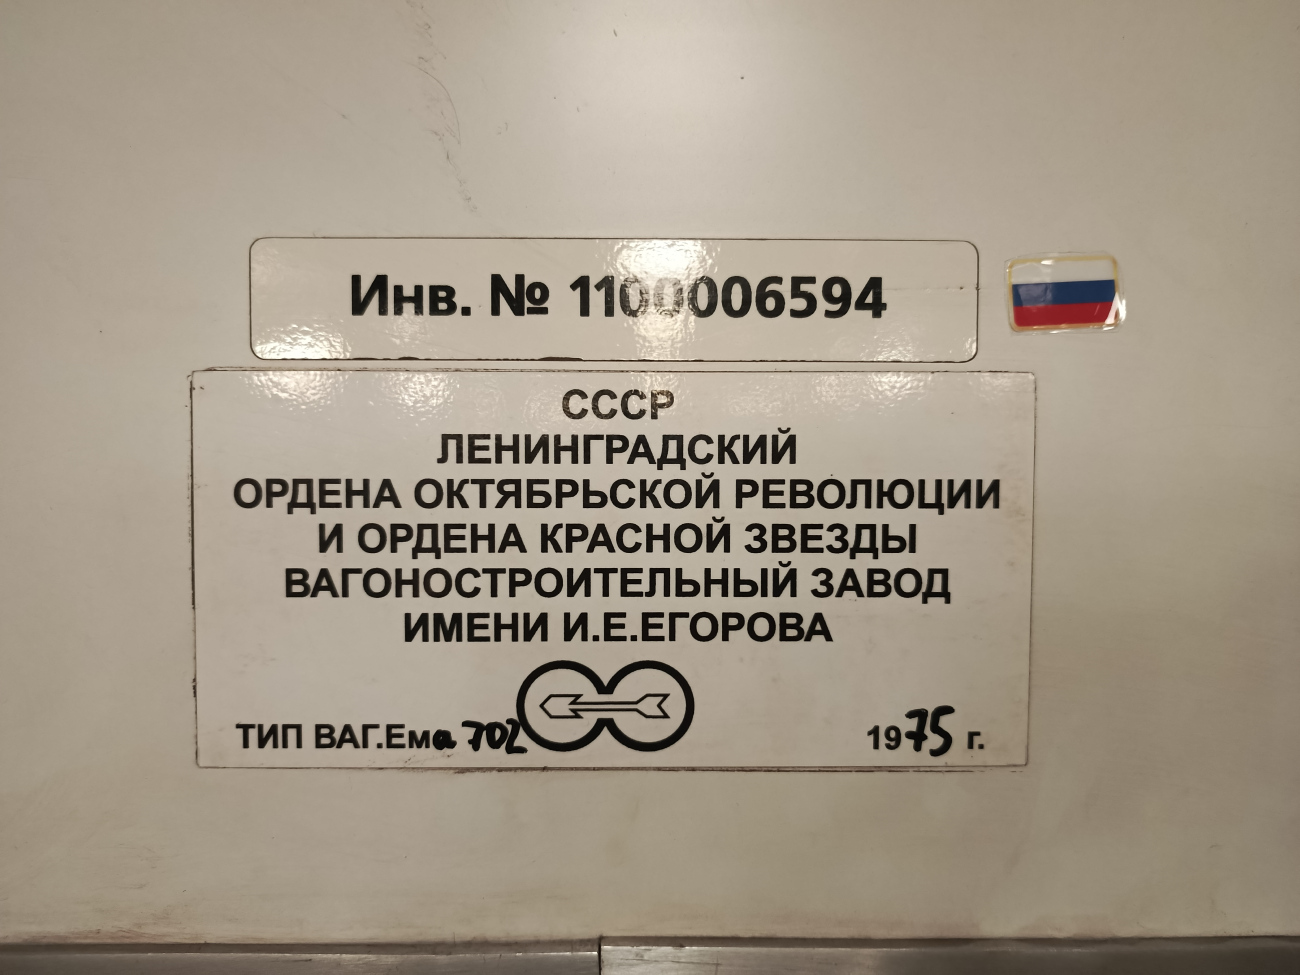 Инв. № 1100006594
СССР
ЛЕНИНГРАДСКИЙ
ОРДЕНА ОКТЯБРЬСКОЙ РЕВОЛЮЦИИ
И ОРДЕНА КРАСНОЙ ЗВЕЗДЫ
ВАГОНОСТРОИТЕЛЬНЫЙ ЗАВОД
ИМЕНИ И.Е.ЕГОРОВА
ТИП ВАГ.Ема 702 1975 г.